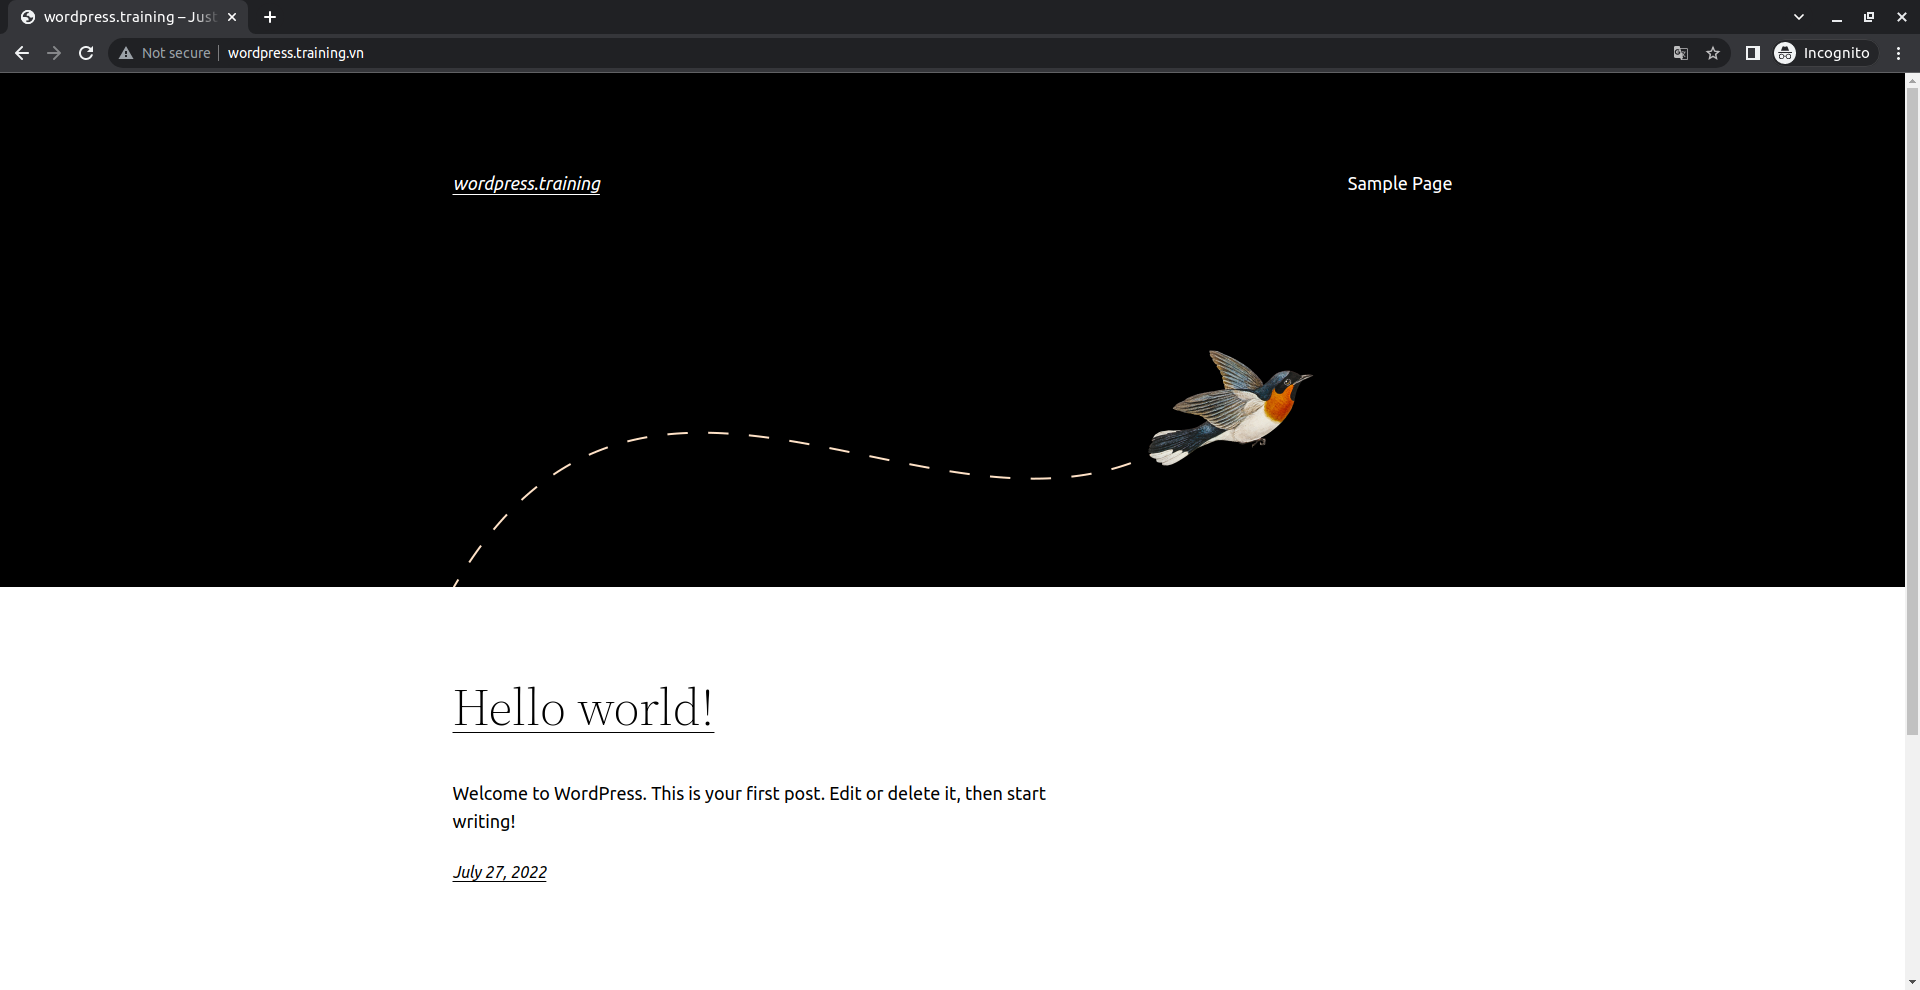 wordpress.training – Just
Not secure
wordpress.training.vn
Incognito
wordpress.training
Sample Page
Hello world!
Welcome to WordPress. This is your first post. Edit or delete it, then start
writing!
July 27, 2022